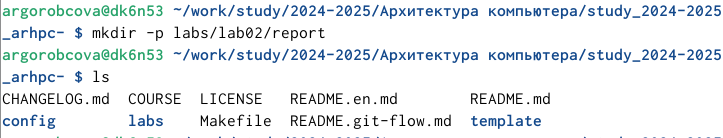 argorobcova@dk6n53 ~/work/study/2024-2025/Архитектура компьютера/study_2024-2025
_arhpc- $ mkdir -p labs/lab02/report
argorobcova@dk6n53 ~/work/study/2024-2025/Архитектура компьютера/study_2024-2025
_arhpc- $ ls
CHANGELOG.md  COURSE  LICENSE   README.en.md        README.md
config        labs    Makefile  README.git-flow.md  template